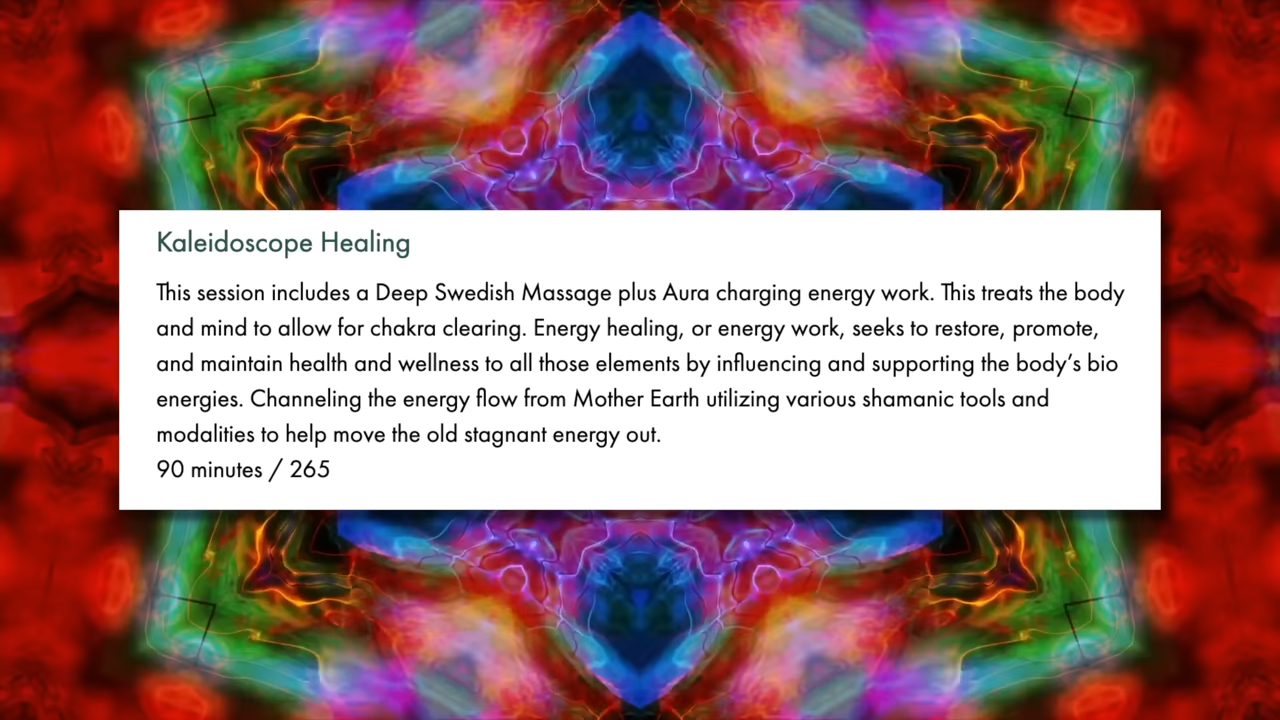 Kaleidoscope Healing
This session includes a Deep Swedish Massage plus Aura charging energy work. This treats the body
and mind to allow for chakra clearing. Energy healing, or energy work, seeks to restore, promote,
and maintain health and wellness to all those elements by influencing and supporting the body’s bio
energies. Channeling the energy flow from Mother Earth utilizing various shamanic tools and
modalities to help move the old stagnant energy out.
90 minutes / 265